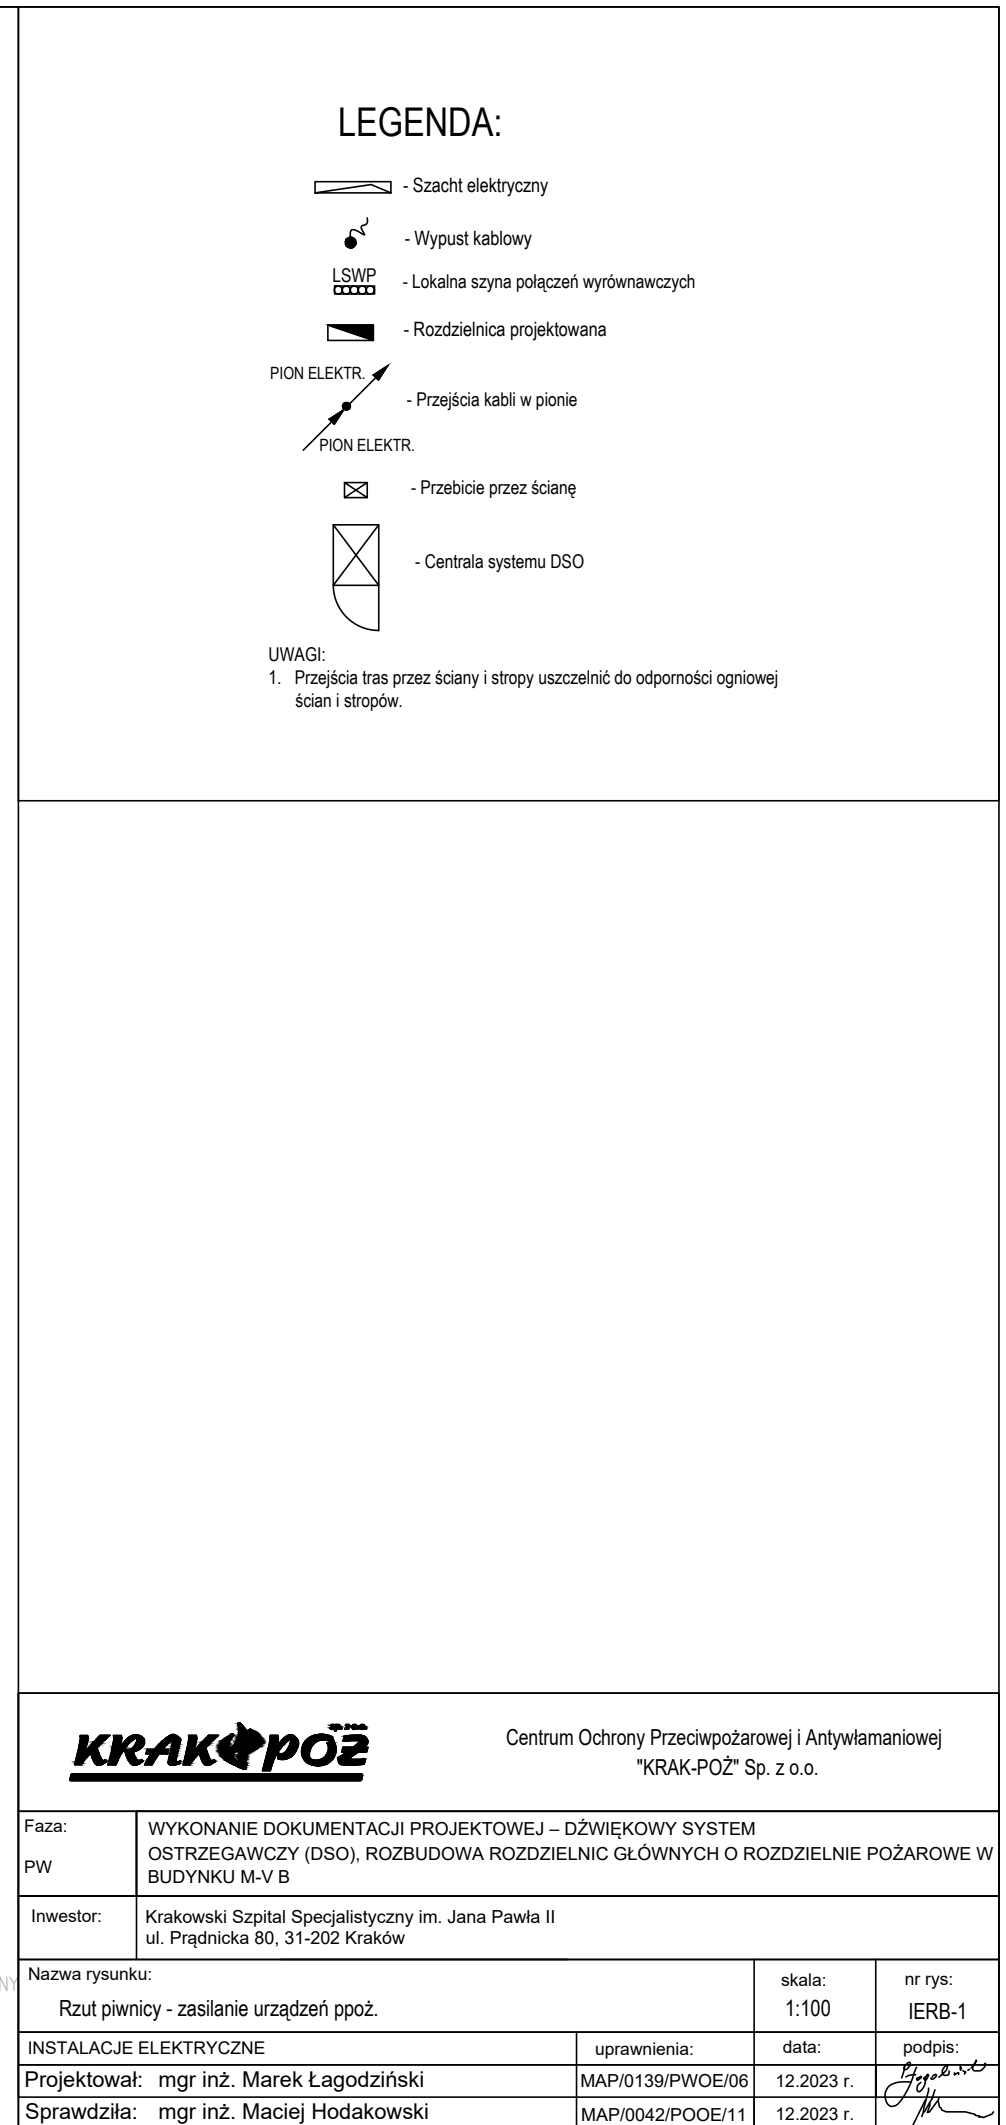 LEGENDA:
- Szacht elektryczny
- Wypust kablowy
LSWP
- Lokalna szyna połączeń wyrównawczych
- Rozdzielnica projektowana
PION ELEKTR.
- Przejścia kabli w pionie
PION ELEKTR.
- Przebicie przez ścianę
- Centrala systemu DSO
UWAGI:
1. Przejścia tras przez ściany i stropy uszczelnić do odporności ogniowej
ścian i stropów.
KRAK POŻ
sp. z o.o.
Centrum Ochrony Przeciwpożarowej i Antywłamaniowej
"KRAK-POŻ" Sp. z o.o.
Faza:
PW
WYKONANIE DOKUMENTACJI PROJEKTOWEJ – DŹWIĘKOWY SYSTEM
OSTRZEGAWCZY (DSO), ROZBUDOWA ROZDZIELNIC GŁÓWNYCH O ROZDZIELNIE POŻAROWE W
BUDYNKU M-V B
Inwestor:
Krakowski Szpital Specjalistyczny im. Jana Pawła II
ul. Prądnicka 80, 31-202 Kraków
NY
Nazwa rysunku:
Rzut piwnicy - zasilanie urządzeń ppoż.
skala:
1:100
nr rys:
IERB-1
INSTALACJE ELEKTRYCZNE
uprawnienia:
data:
podpis:
Projektował: mgr inż. Marek Łagodziński
MAP/0139/PWOE/06
12.2023 r.
Sprawdziła: mgr inż. Maciej Hodakowski
MAP/0042/POOE/11
12.2023 r.